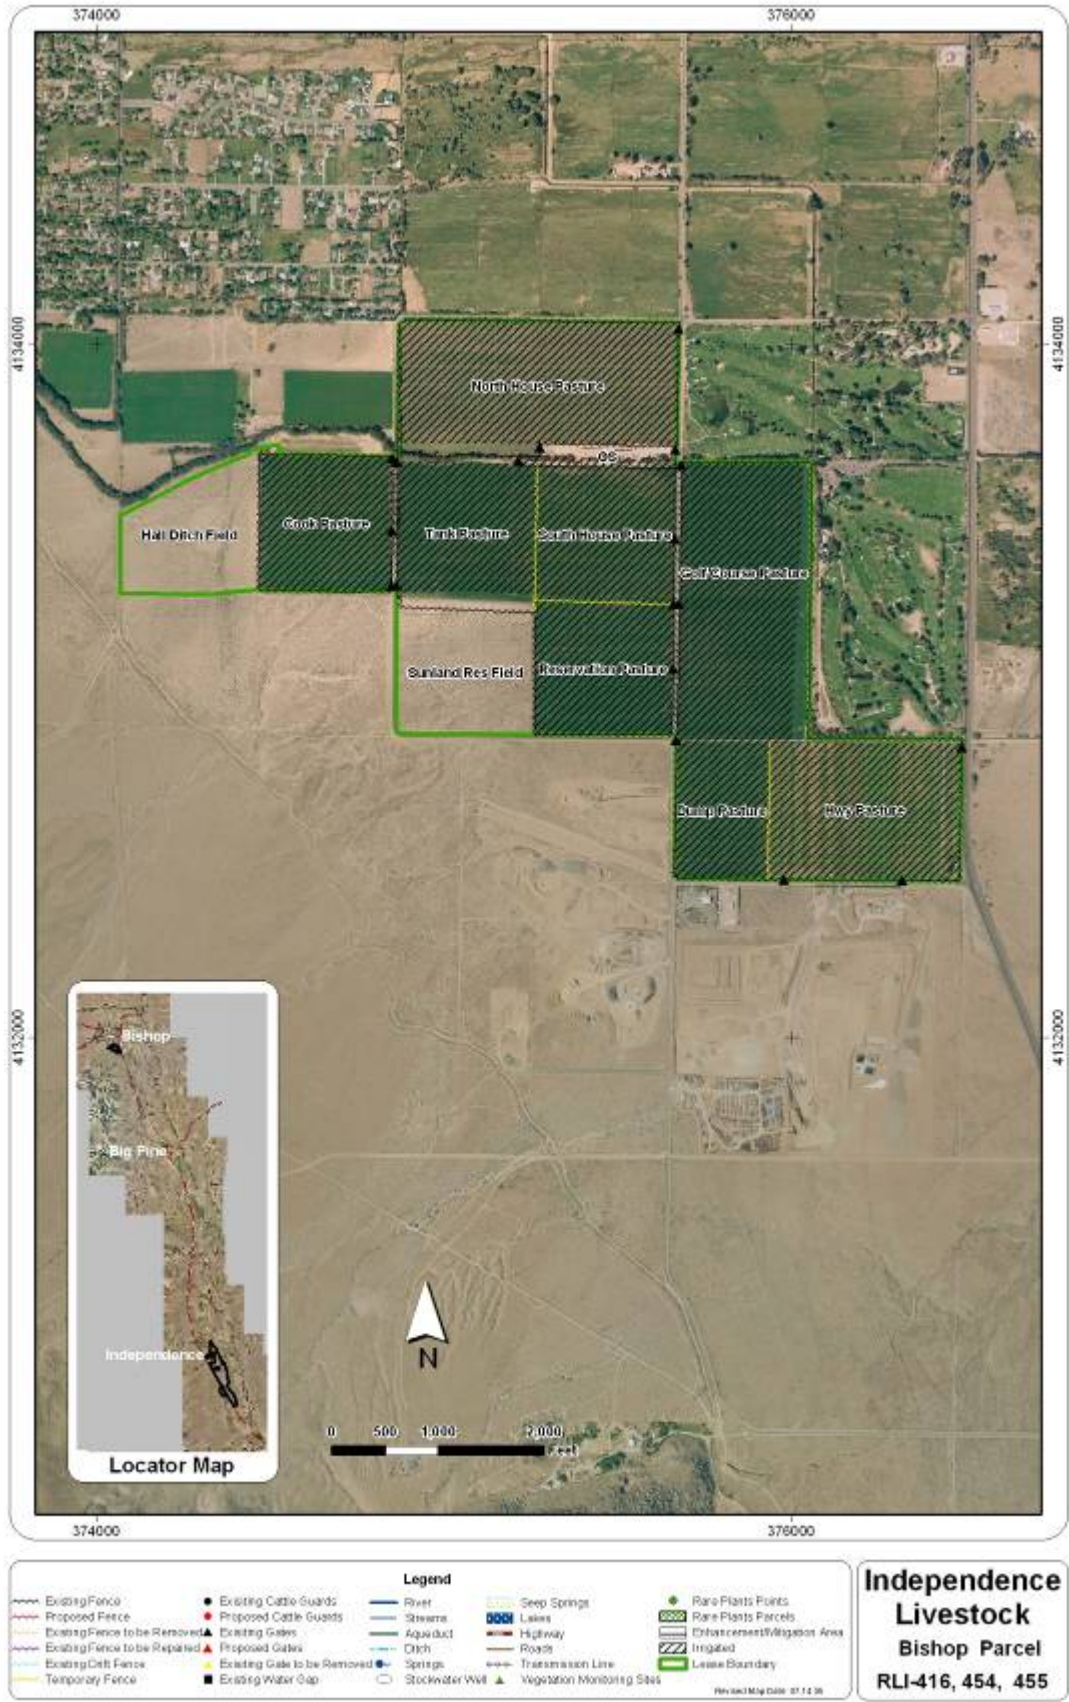 374000
376000
4134000
4134000
North House Pasture
GS
Hall Ditch Field
Cook Pasture
Tank Pasture
South House Pasture
Golf Course Pasture
Sunland Res Field
Reservation Pasture
Dump Pasture
Hwy Pasture
4132000
4132000
Bishop
Big Pine
Independence
Locator Map
N
0 500 1,000 2,000
Feet
374000
376000
Legend
Existing Fence
Proposed Fence
Existing Fence to be Removed
Existing Fence to be Repaired
Existing Drift Fence
Temporary Fence
Existing Cattle Guards
Proposed Cattle Guards
Existing Gates
Proposed Gates
Existing Gate to be Removed
Existing Water Gap
River
Streams
Aqueduct
Ditch
Springs
Stockwater Well
Seep Springs
Lakes
Highway
Roads
Transmission Line
Vegetation Monitoring Sites
Rare Plants Points
Rare Plants Parcels
Enhancement/Mitigation Area
Irrigated
Lease Boundary
Revised Map Date:
Independence
Livestock
Bishop Parcel
RLI-416, 454, 455